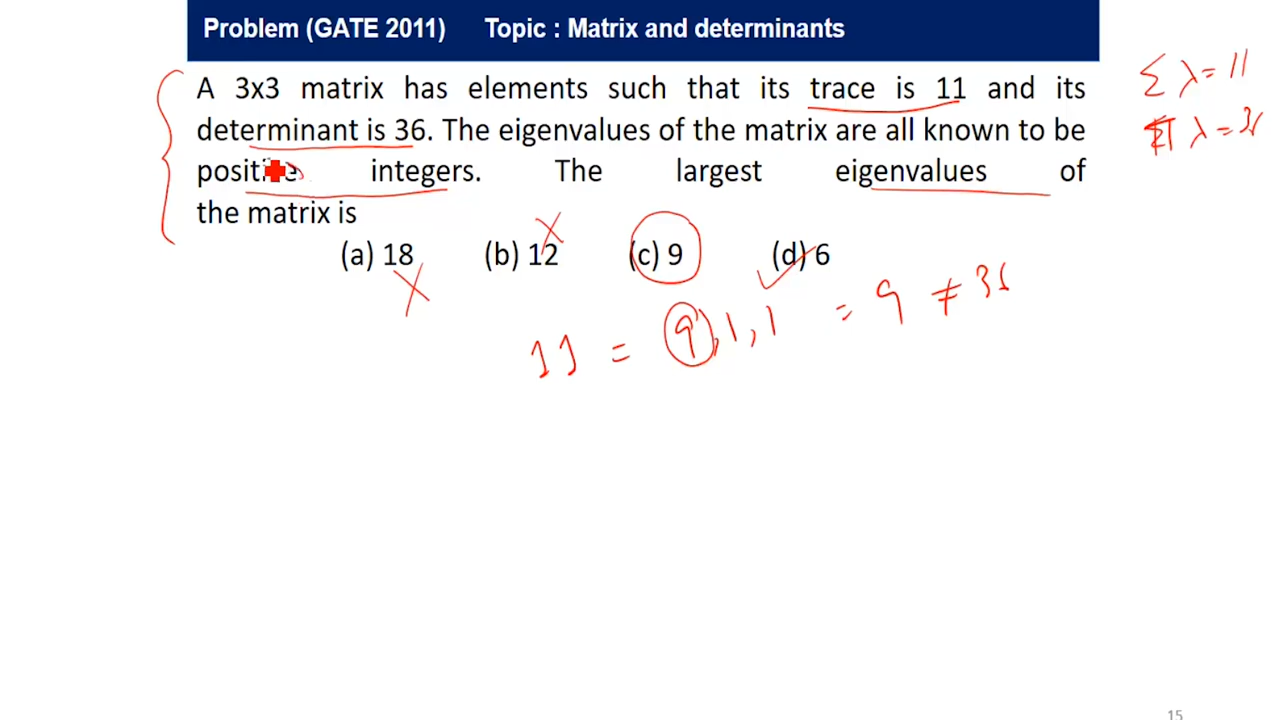 Problem (GATE 2011) Topic : Matrix and determinants
A 3x3 matrix has elements such that its trace is 11 and its
determinant is 36. The eigenvalues of the matrix are all known to be
positive integers. The largest eigenvalues of
the matrix is
(a) 18 (b) 12 (c) 9 (d) 6
Σ λ = 11
λ = 36
11 = 9, 1, 1 = 9 ≠ 36
15